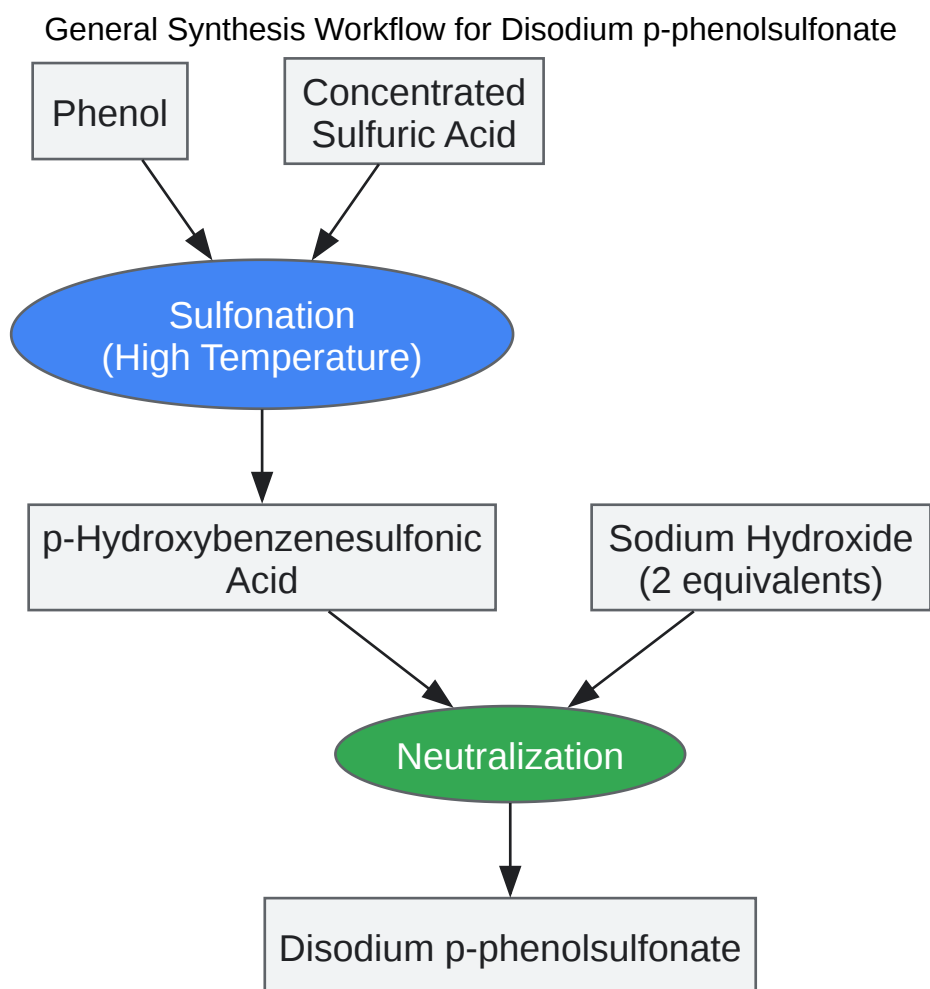 General Synthesis Workflow for Disodium p-phenolsulfonate
Phenol
Concentrated
Sulfuric Acid
Sulfonation
(High Temperature)
p-Hydroxybenzenesulfonic
Acid
Sodium Hydroxide
(2 equivalents)
Neutralization
Disodium p-phenolsulfonate